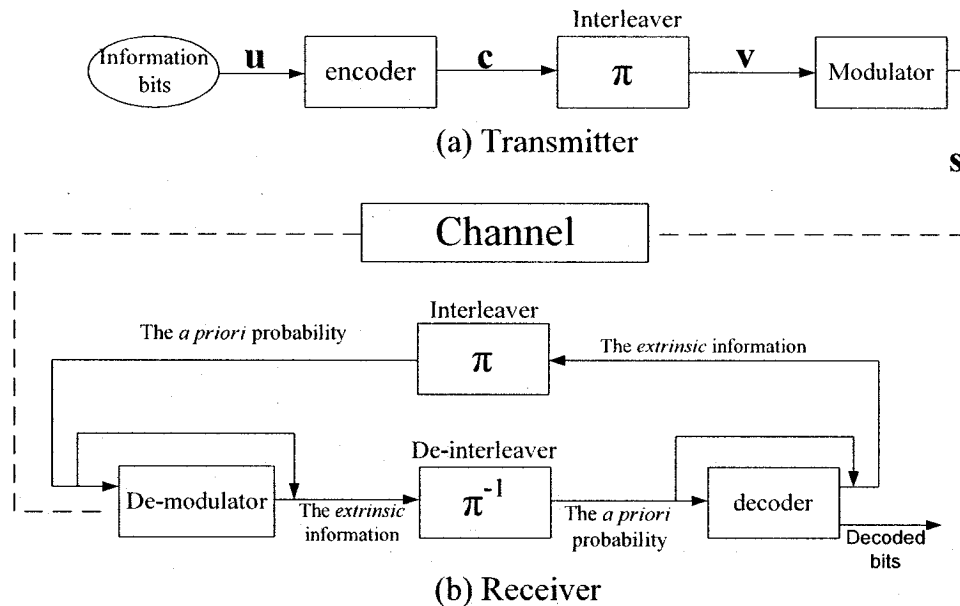 Interleaver
Information
bits
u
encoder
c
π
v
Modulator
(a) Transmitter
s
Channel
Interleaver
The a priori probability
π
The extrinsic information
De-interleaver
De-modulator
The extrinsic
information
π-1
The a priori
probability
decoder
Decoded
bits
(b) Receiver